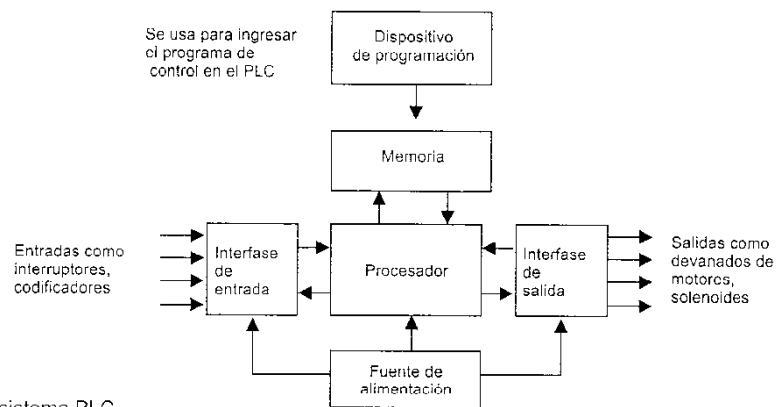 Se usa para ingresar
el programa de
control en el PLC
Dispositivo
de programación
Memoria
Entradas como
interruptores,
codificadores
Interfase
de
entrada
Procesador
Interfase
de
salida
Salidas como
devanados de
motores,
solenoides
Fuente de
alimentación
sistema PLC